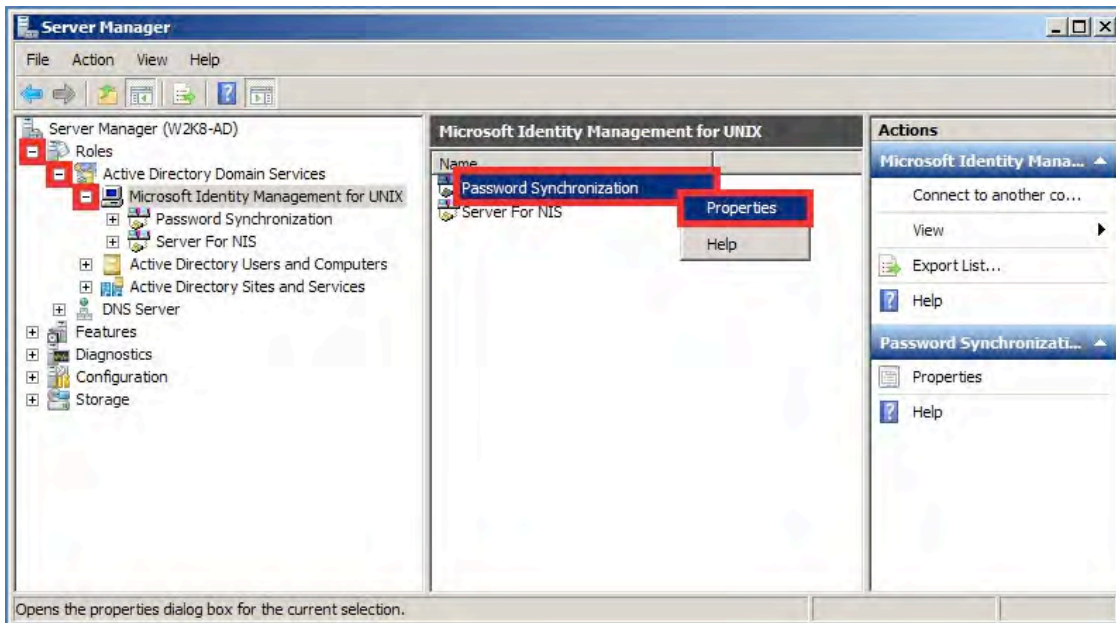 Server Manager
File Action View Help
Server Manager (W2K8-AD)
Roles
Active Directory Domain Services
Microsoft Identity Management for UNIX
Password Synchronization
Server For NIS
Active Directory Users and Computers
Active Directory Sites and Services
DNS Server
Features
Diagnostics
Configuration
Storage
Microsoft Identity Management for UNIX
Name
Password Synchronization
Server For NIS
Properties
Help
Actions
Microsoft Identity Mana...
Connect to another co...
View
Export List...
Help
Password Synchronizati...
Properties
Help
Opens the properties dialog box for the current selection.